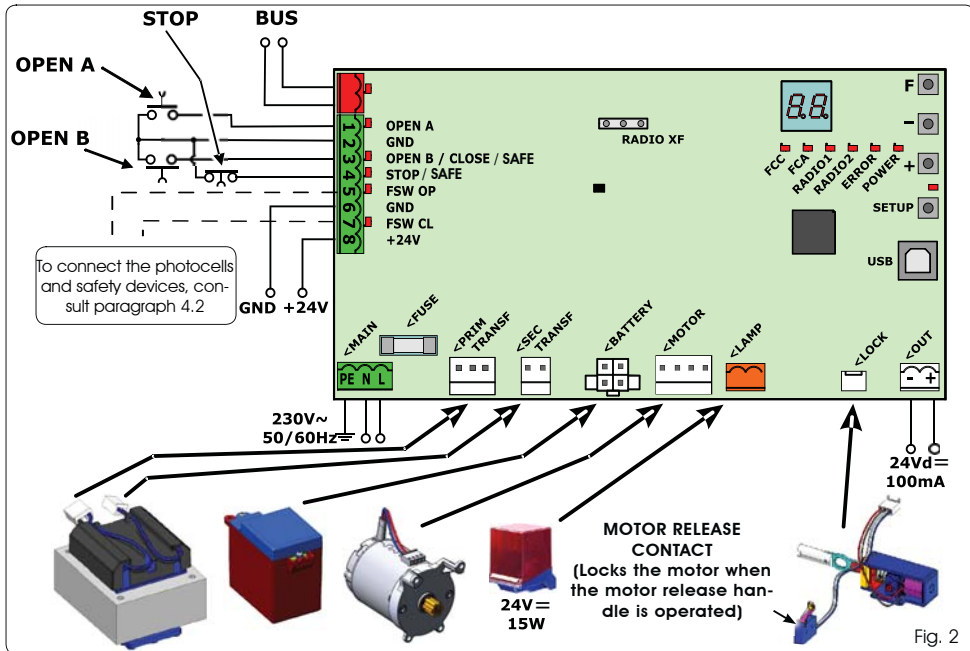 STOP
BUS
OPEN A
OPEN B
1 OPEN A
2 GND
3 OPEN B / CLOSE / SAFE
4 STOP / SAFE
5 FSW OP
6 GND
7 FSW CL
8 +24V
RADIO XF
8.8.
FCC
FCA
RADIO1
RADIO2
ERROR
POWER
F
-
+
SETUP
USB
To connect the photocells
and safety devices, con-
sult paragraph 4.2
GND +24V
<MAIN
<FUSE
<PRIM
TRANSF
<SEC
TRANSF
<BATTERY
<MOTOR
<LAMP
<LOCK
<OUT
PE N L
- +
230V~
50/60Hz
24Vd=
100mA
24V=
15W
MOTOR RELEASE
CONTACT
(Locks the motor when
the motor release han-
dle is operated)
Fig. 2